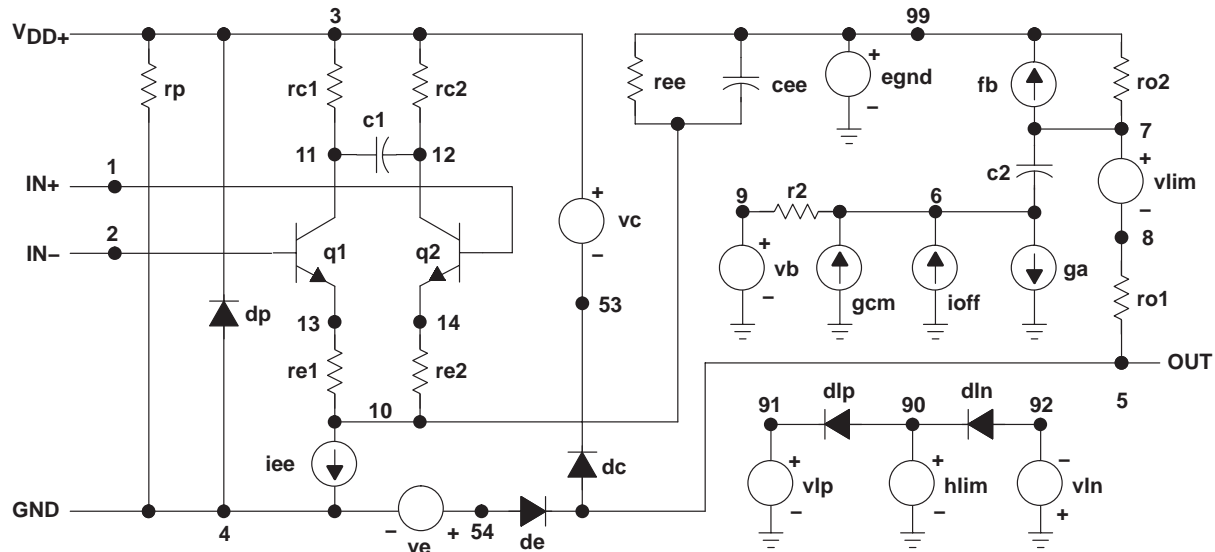 3
99
VDD+
rp
rc1
rc2
ree
cee
+
egnd
–
fb
ro2
c1
11
12
7
1
IN+
c2
+
vlim
–
9
r2
6
8
2
IN–
q1
q2
+
vc
–
+
vb
–
gcm
ioff
ga
ro1
53
dp
13
14
OUT
re1
re2
5
10
91
dlp
90
dln
92
iee
dc
+
vlp
–
+
hlim
–
–
vln
+
GND
4
–
ve
+
54
de